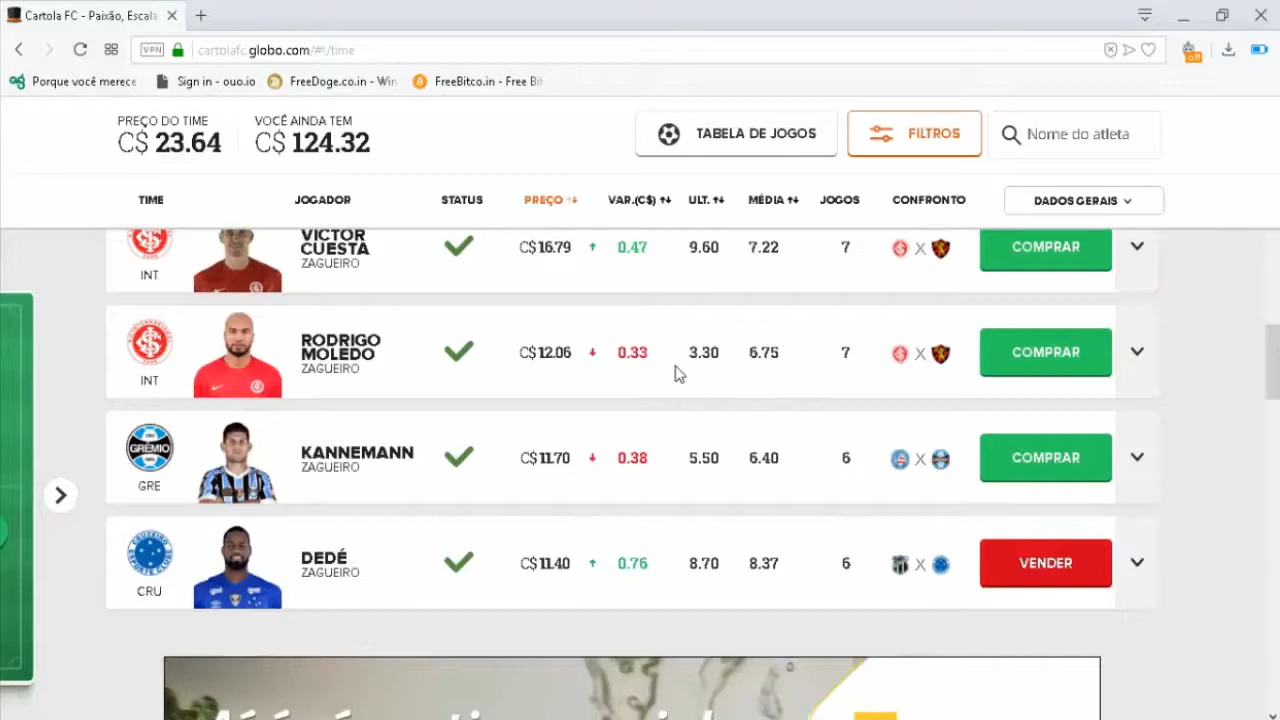 Cartola FC - Paixão, Escala
VPN cartolafc.globo.com/#!/time
off
Porque você merece Sign in - ouo.io FreeDoge.co.in - Win FreeBitco.in - Free Bit
PREÇO DO TIME
C$ 23.64
VOCÊ AINDA TEM
C$ 124.32
TABELA DE JOGOS
FILTROS
Nome do atleta
TIME JOGADOR STATUS PREÇO VAR.(C$) ULT. MÉDIA JOGOS CONFRONTO DADOS GERAIS
INT
VICTOR
CUESTA
ZAGUEIRO
C$ 16.79 0.47 9.60 7.22 7 X COMPRAR
INT
RODRIGO
MOLEDO
ZAGUEIRO
C$ 12.06 0.33 3.30 6.75 7 X COMPRAR
GRÊMIO
GRE
KANNEMANN
ZAGUEIRO
C$ 11.70 0.38 5.50 6.40 6 X COMPRAR
CRU
DEDÉ
ZAGUEIRO
C$ 11.40 0.76 8.70 8.37 6 X VENDER